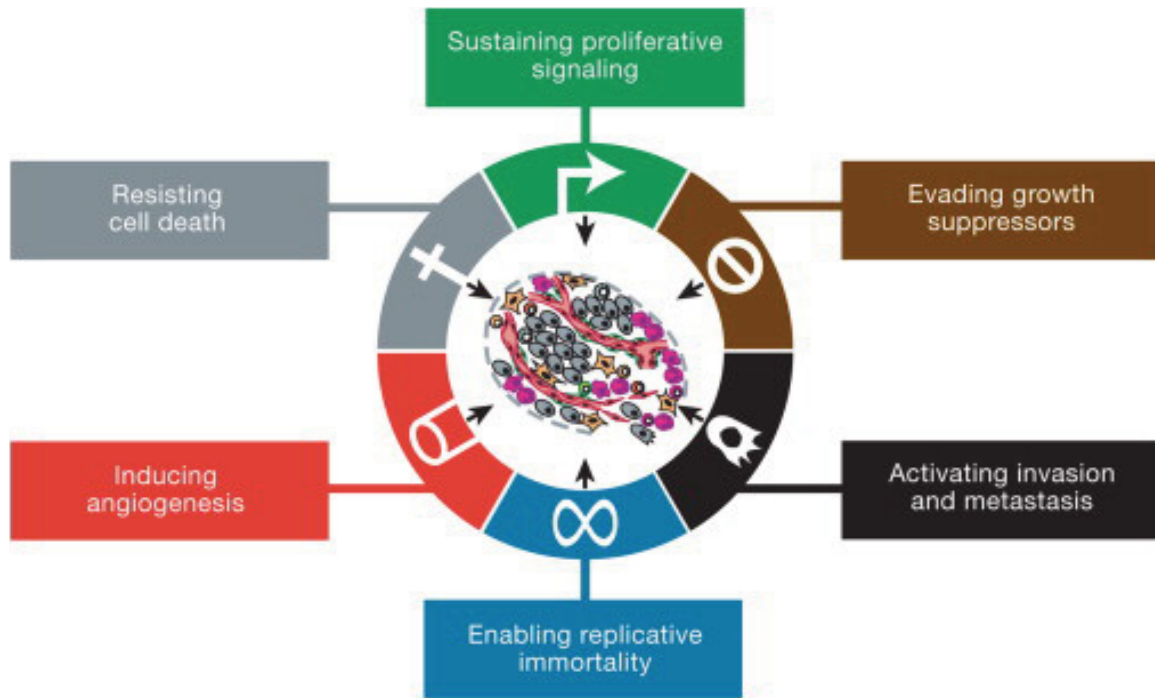 Sustaining proliferative
signaling
Resisting
cell death
Evading growth
suppressors
Inducing
angiogenesis
Activating invasion
and metastasis
Enabling replicative
immortality